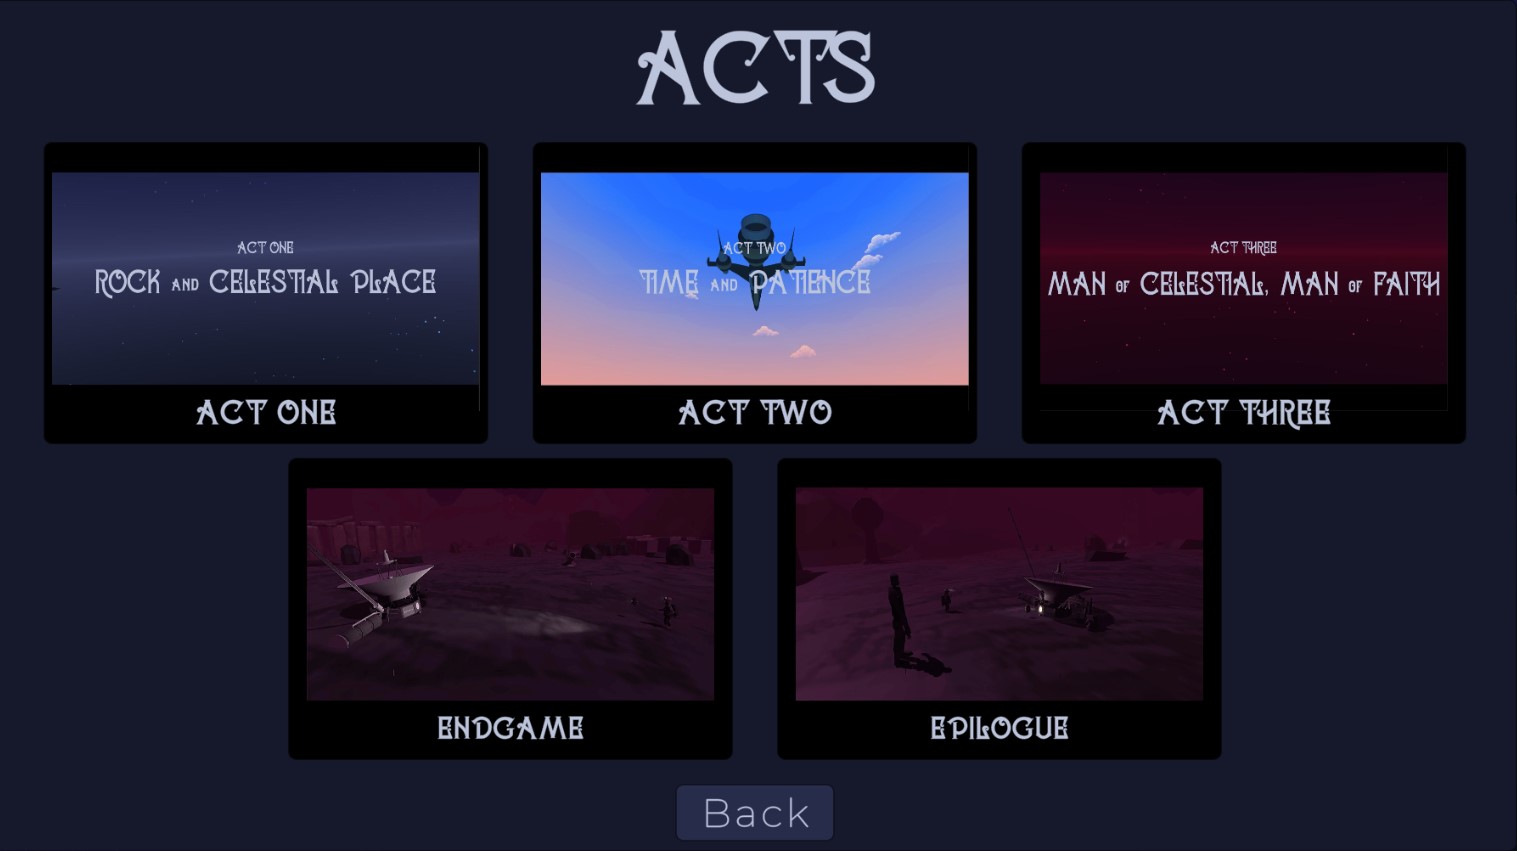 ACTS
ACT ONE
ROCK AND CELESTIAL PLACE
ACT ONE
ACT TWO
TIME AND PATIENCE
ACT TWO
ACT THREE
MAN OF CELESTIAL, MAN OF FAITH
ACT THREE
ENDGAME
EPILOGUE
Back